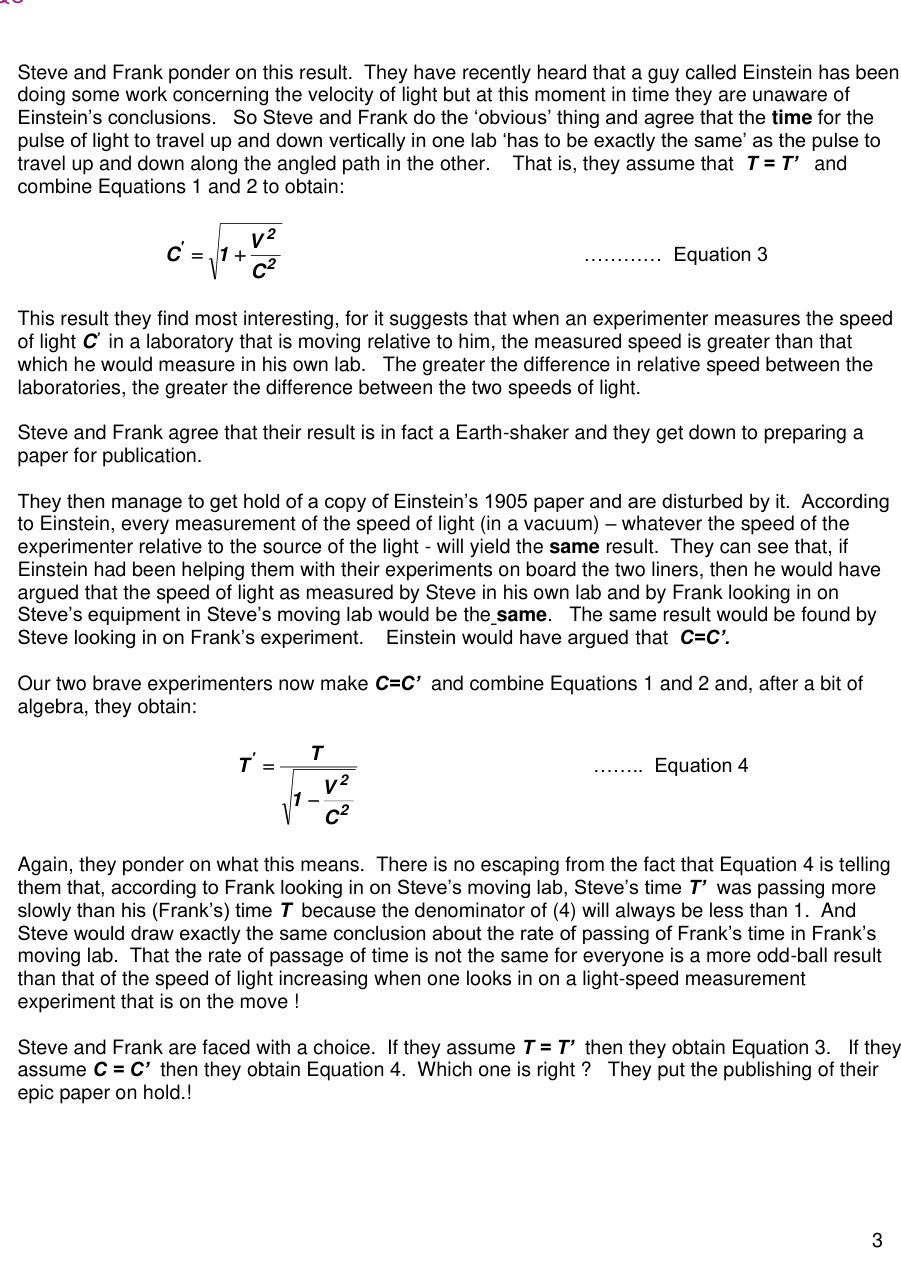 Steve and Frank ponder on this result. They have recently heard that a guy called Einstein has been
doing some work concerning the velocity of light but at this moment in time they are unaware of
Einstein's conclusions. So Steve and Frank do the 'obvious' thing and agree that the time for the
pulse of light to travel up and down vertically in one lab 'has to be exactly the same' as the pulse to
travel up and down along the angled path in the other. That is, they assume that T = T' and
combine Equations 1 and 2 to obtain:
C' = √(1 + V²/C²) ………… Equation 3
This result they find most interesting, for it suggests that when an experimenter measures the speed
of light C' in a laboratory that is moving relative to him, the measured speed is greater than that
which he would measure in his own lab. The greater the difference in relative speed between the
laboratories, the greater the difference between the two speeds of light.
Steve and Frank agree that their result is in fact a Earth-shaker and they get down to preparing a
paper for publication.
They then manage to get hold of a copy of Einstein's 1905 paper and are disturbed by it. According
to Einstein, every measurement of the speed of light (in a vacuum) – whatever the speed of the
experimenter relative to the source of the light - will yield the same result. They can see that, if
Einstein had been helping them with their experiments on board the two liners, then he would have
argued that the speed of light as measured by Steve in his own lab and by Frank looking in on
Steve's equipment in Steve's moving lab would be the same. The same result would be found by
Steve looking in on Frank's experiment. Einstein would have argued that C=C'.
Our two brave experimenters now make C=C' and combine Equations 1 and 2 and, after a bit of
algebra, they obtain:
T' = T / √(1 − V²/C²) …….. Equation 4
Again, they ponder on what this means. There is no escaping from the fact that Equation 4 is telling
them that, according to Frank looking in on Steve's moving lab, Steve's time T' was passing more
slowly than his (Frank's) time T because the denominator of (4) will always be less than 1. And
Steve would draw exactly the same conclusion about the rate of passing of Frank's time in Frank's
moving lab. That the rate of passage of time is not the same for everyone is a more odd-ball result
than that of the speed of light increasing when one looks in on a light-speed measurement
experiment that is on the move !
Steve and Frank are faced with a choice. If they assume T = T' then they obtain Equation 3. If they
assume C = C' then they obtain Equation 4. Which one is right ? They put the publishing of their
epic paper on hold.!
3